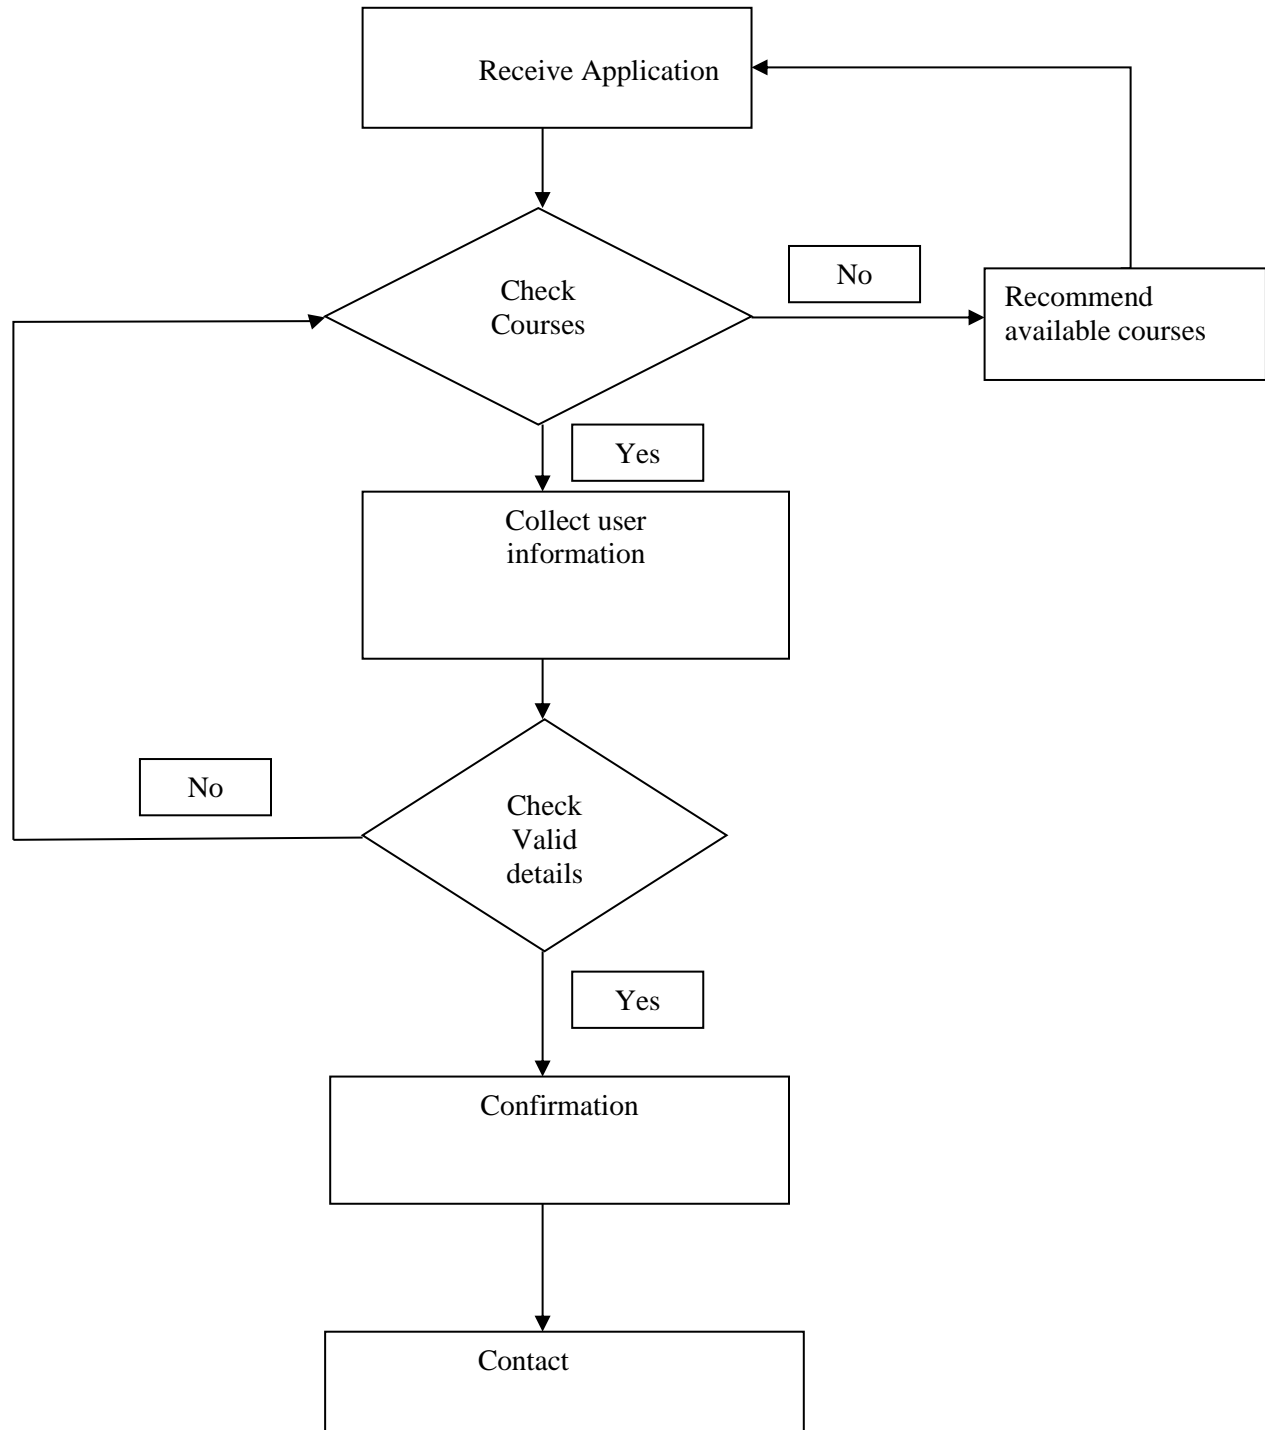 Receive Application
Check
Courses
No
Recommend
available courses
Yes
Collect user
information
No
Check
Valid
details
Yes
Confirmation
Contact